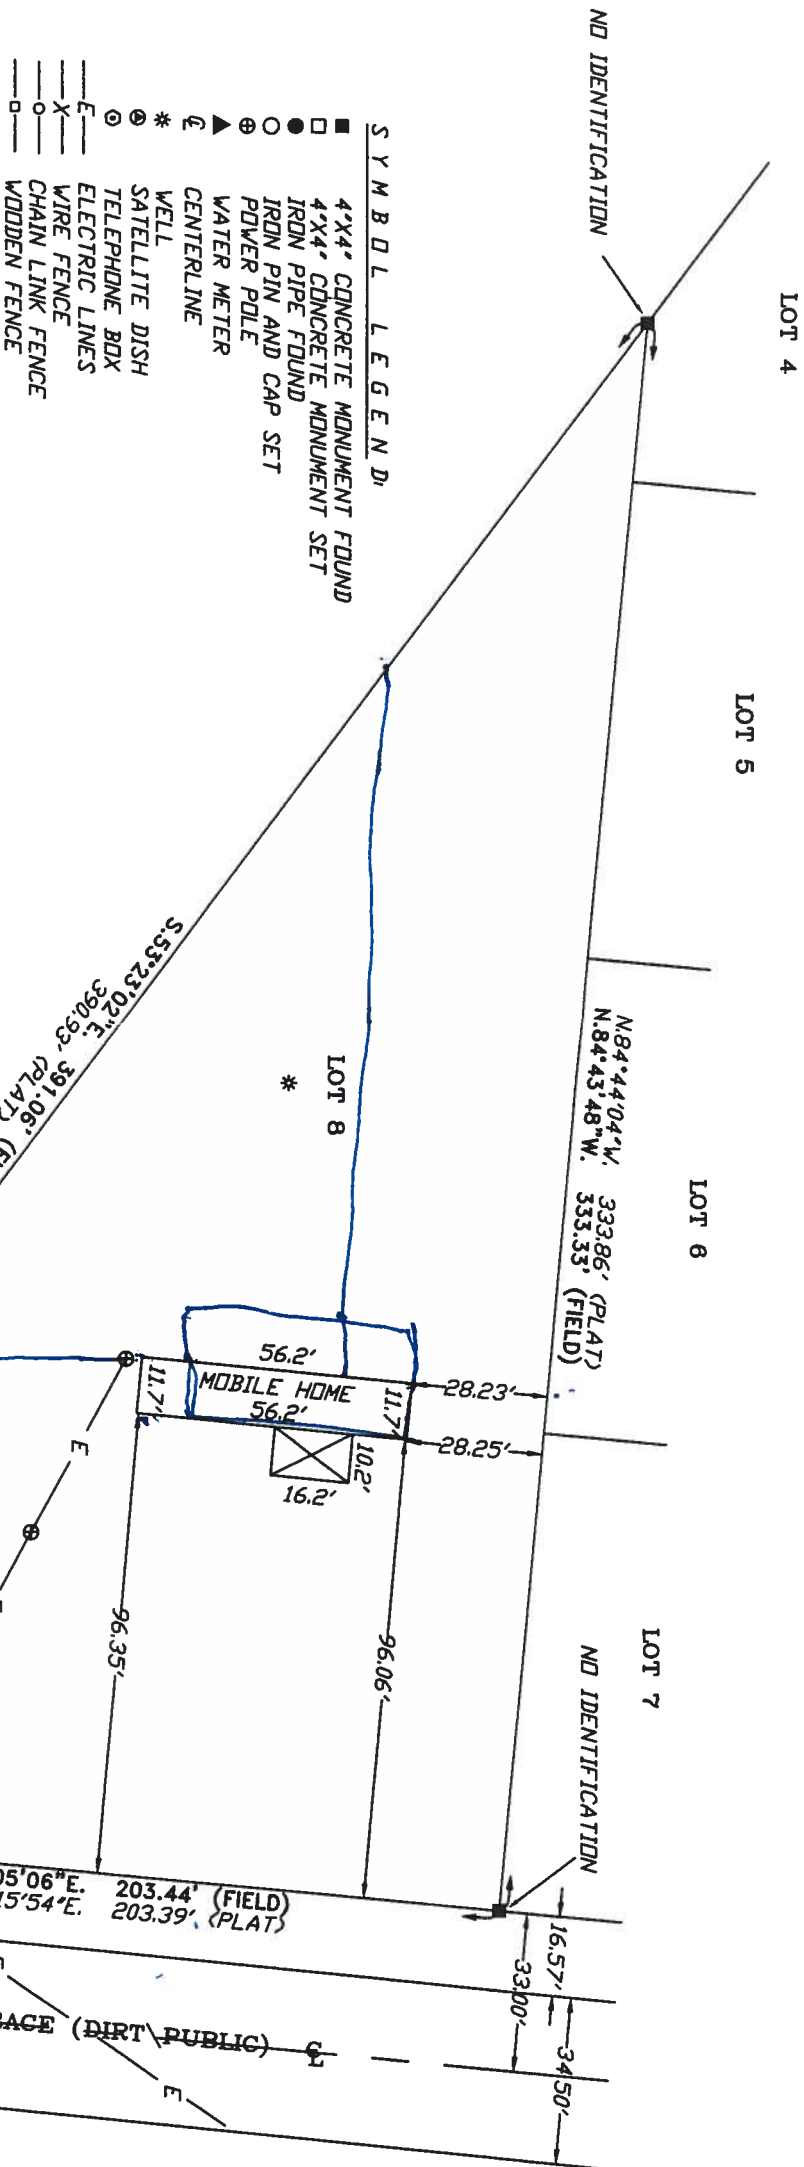 LOT 4
LOT 5
LOT 6
LOT 7
NO IDENTIFICATION
NO IDENTIFICATION
N.84°44'04"W. 333.86' (PLAT)
N.84°43'48"W. 333.33' (FIELD)
16.57'
33.00'
34.50'
28.23'
28.25'
LOT 8
56.2'
MOBILE HOME
56.2'
11.7'
11.7'
10.2'
16.2'
96.06'
96.35'
S.53°23'02"E. 391.06'
390.93' (PLAT)
05'06"E. 203.44' (FIELD)
15'54"E. 203.39' (PLAT)
(DIRT\PUBLIC) ℄
E
E
SYMBOL LEGEND:
4"X4" CONCRETE MONUMENT FOUND
4"X4" CONCRETE MONUMENT SET
IRON PIPE FOUND
IRON PIN AND CAP SET
POWER POLE
WATER METER
℄ CENTERLINE
WELL
SATELLITE DISH
TELEPHONE BOX
E ELECTRIC LINES
X WIRE FENCE
CHAIN LINK FENCE
WOODEN FENCE